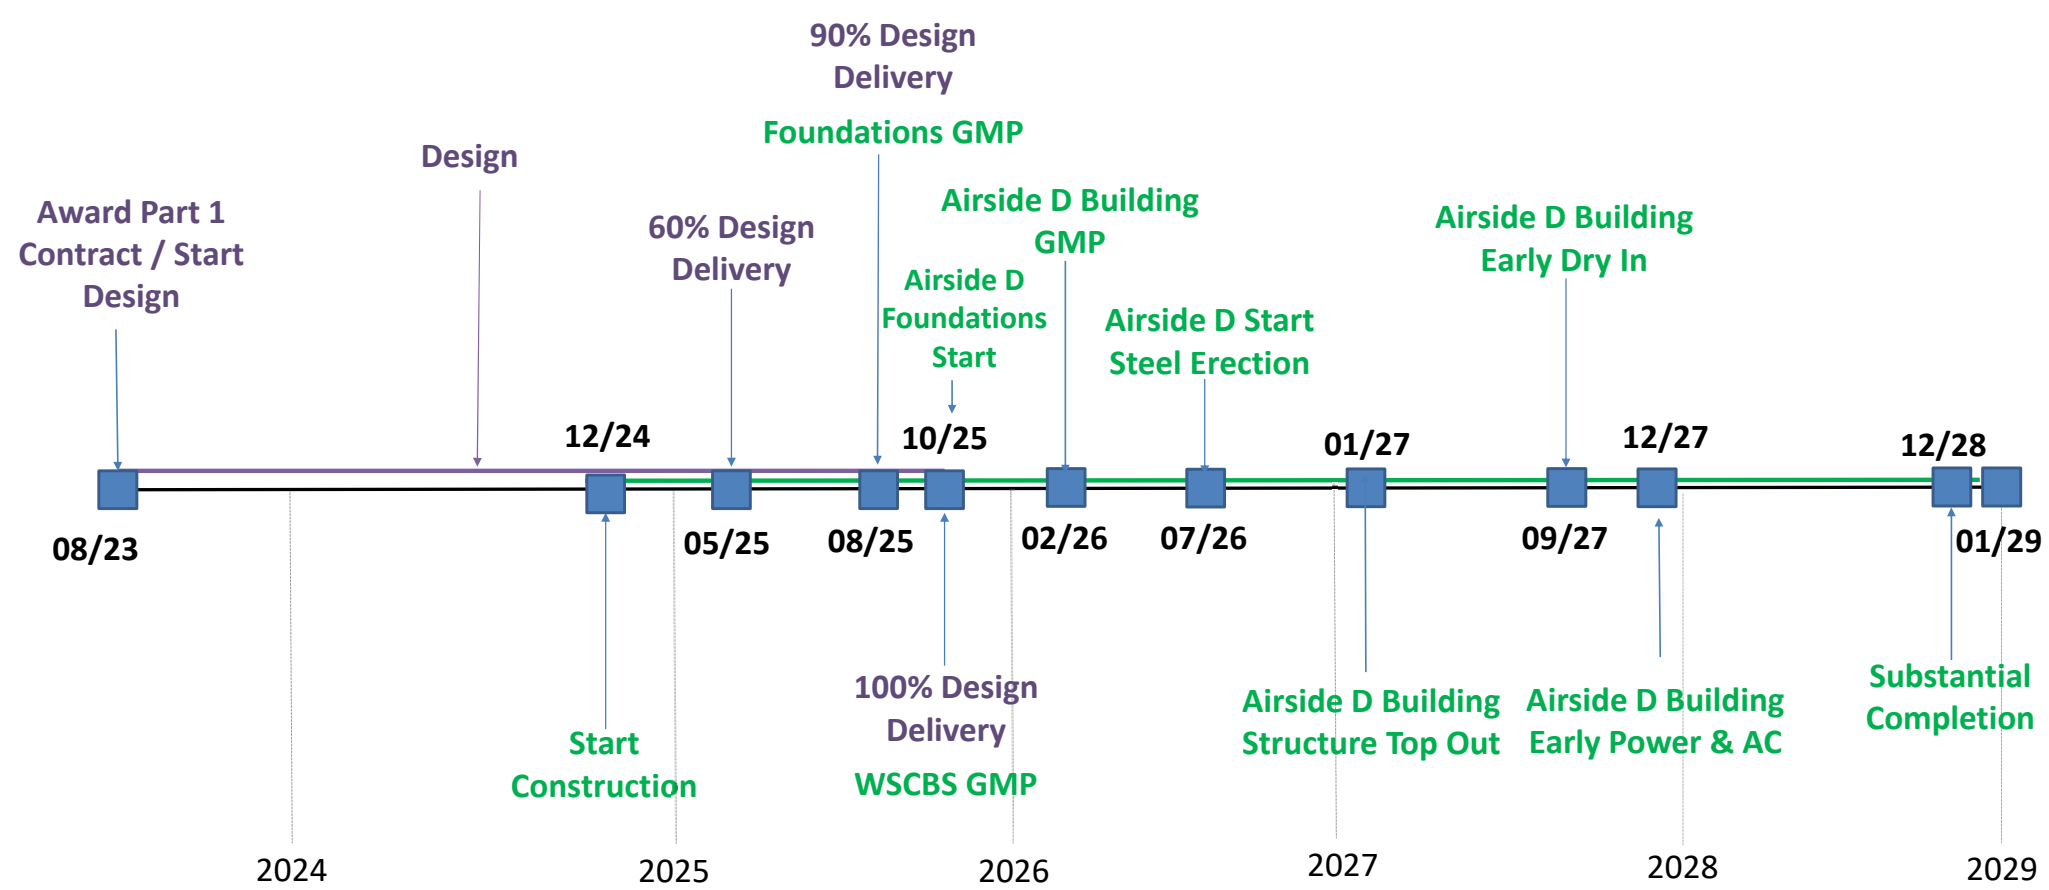 90% Design
Delivery
Foundations GMP
Design
Award Part 1
Contract / Start
Design
60% Design
Delivery
Airside D Building
GMP
Airside D
Foundations
Start
Airside D Start
Steel Erection
Airside D Building
Early Dry In
12/24
10/25
01/27
12/27
12/28
08/23
05/25
08/25
02/26
07/26
09/27
01/29
Start
Construction
100% Design
Delivery
WSCBS GMP
Airside D Building
Structure Top Out
Airside D Building
Early Power & AC
Substantial
Completion
2024
2025
2026
2027
2028
2029